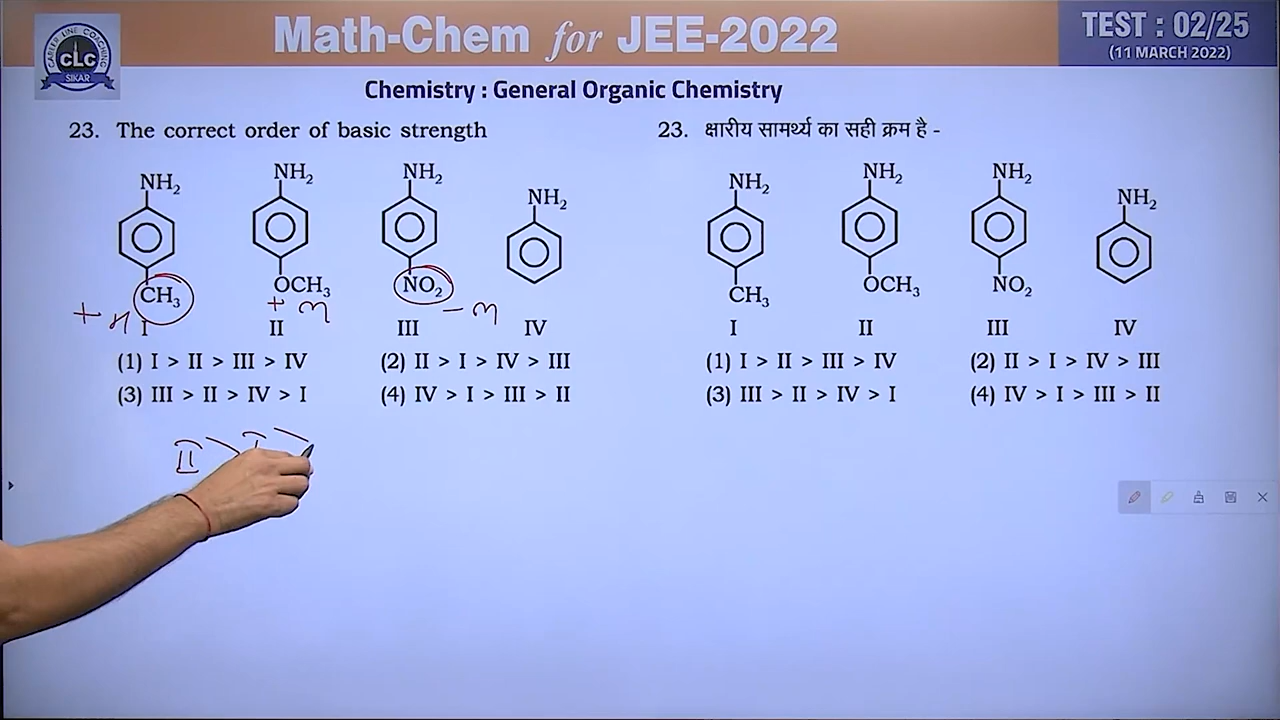 CAREER LINE COACHING
CLC
SIKAR
Math-Chem for JEE-2022
TEST : 02/25
(11 MARCH 2022)
Chemistry : General Organic Chemistry
23. The correct order of basic strength
NH2 NH2 NH2 NH2
CH3 OCH3 NO2
+ m - m
I II III IV
(1) I > II > III > IV (2) II > I > IV > III
(3) III > II > IV > I (4) IV > I > III > II
II > I >
23. क्षारीय सामर्थ्य का सही क्रम है -
NH2 NH2 NH2 NH2
CH3 OCH3 NO2
I II III IV
(1) I > II > III > IV (2) II > I > IV > III
(3) III > II > IV > I (4) IV > I > III > II